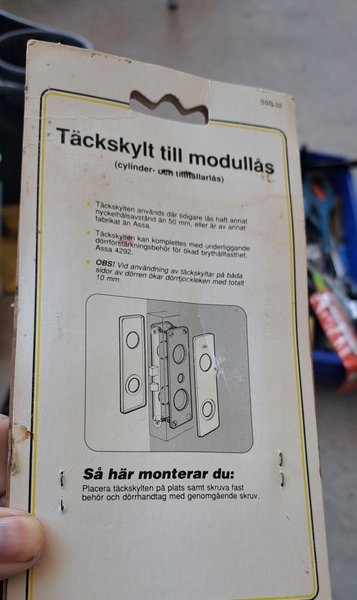 SSG-32
Täckskylt till modullås
(cylinder- och tillhållarlås)
Täckskylten används där tidigare lås haft annat
nyckelhålsavstånd än 50 mm, eller är av annat
fabrikat än Assa.
Täckskylten kan kompletteras med underliggande
dörrförstärkningsbehör för ökad brythållfasthet,
Assa 4292.
OBS! Vid användning av täckskyltar på båda
sidor av dörren ökar dörrtjockleken med totalt
10 mm.
Så här monterar du:
Placera täckskylten på plats samt skruva fast
behör och dörrhandtag med genomgående skruv.